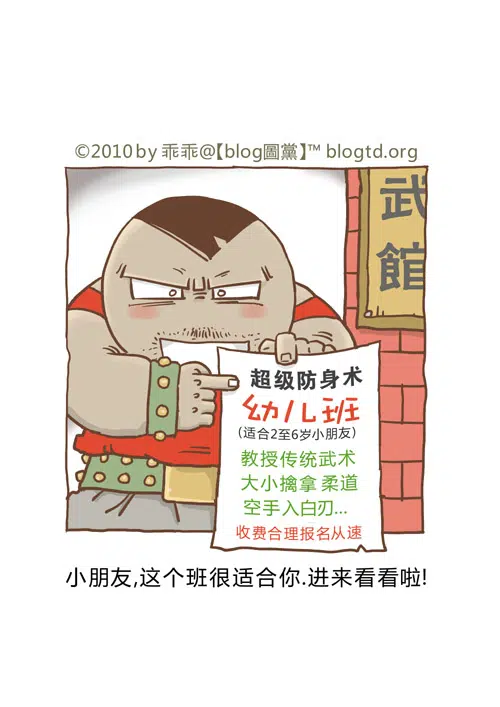 ©2010 by 乖乖@【blog圖黨】™ blogtd.org
武館
超级防身术
幼儿班
(适合2至6岁小朋友)
教授传统武术
大小擒拿 柔道
空手入白刃...
收费合理报名从速
小朋友,这个班很适合你.进来看看啦!